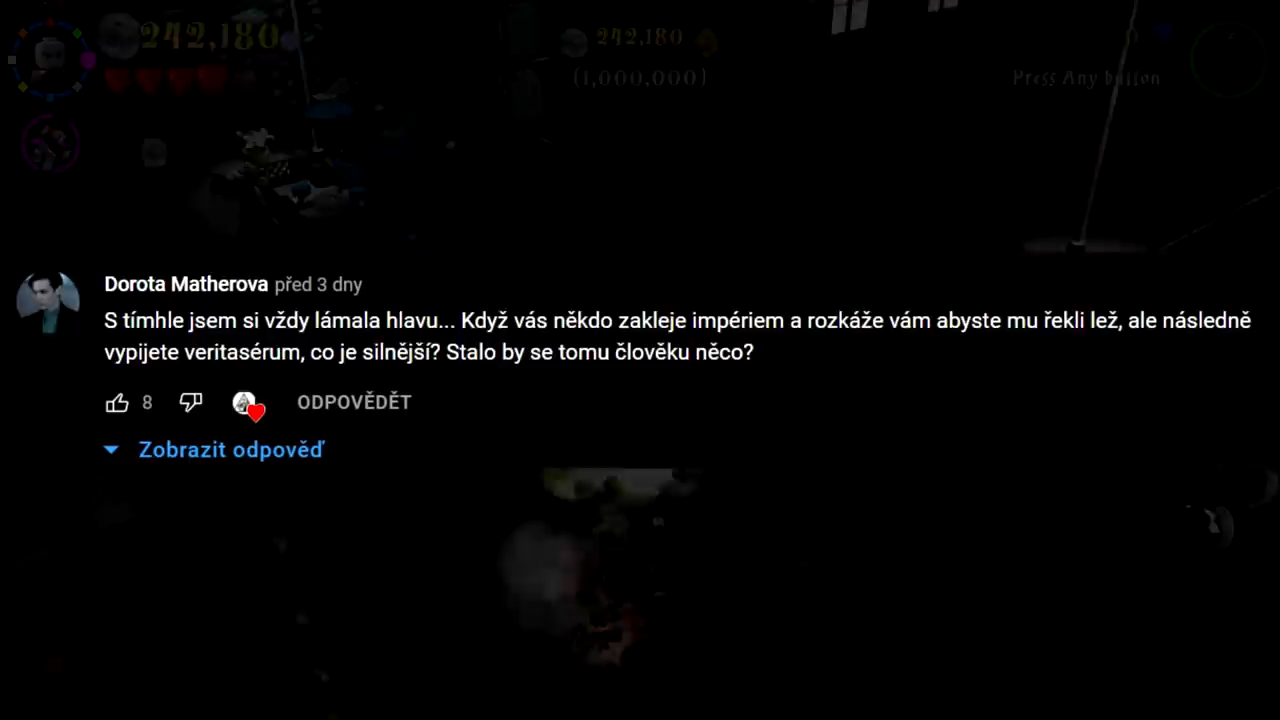 242,180
242,180
(1,000,000)
Press Any button
Dorota Matherova před 3 dny
S tímhle jsem si vždy lámala hlavu... Když vás někdo zakleje impériem a rozkáže vám abyste mu řekli lež, ale následně
vypijete veritasérum, co je silnější? Stalo by se tomu člověku něco?
8
ODPOVĚDĚT
Zobrazit odpověď